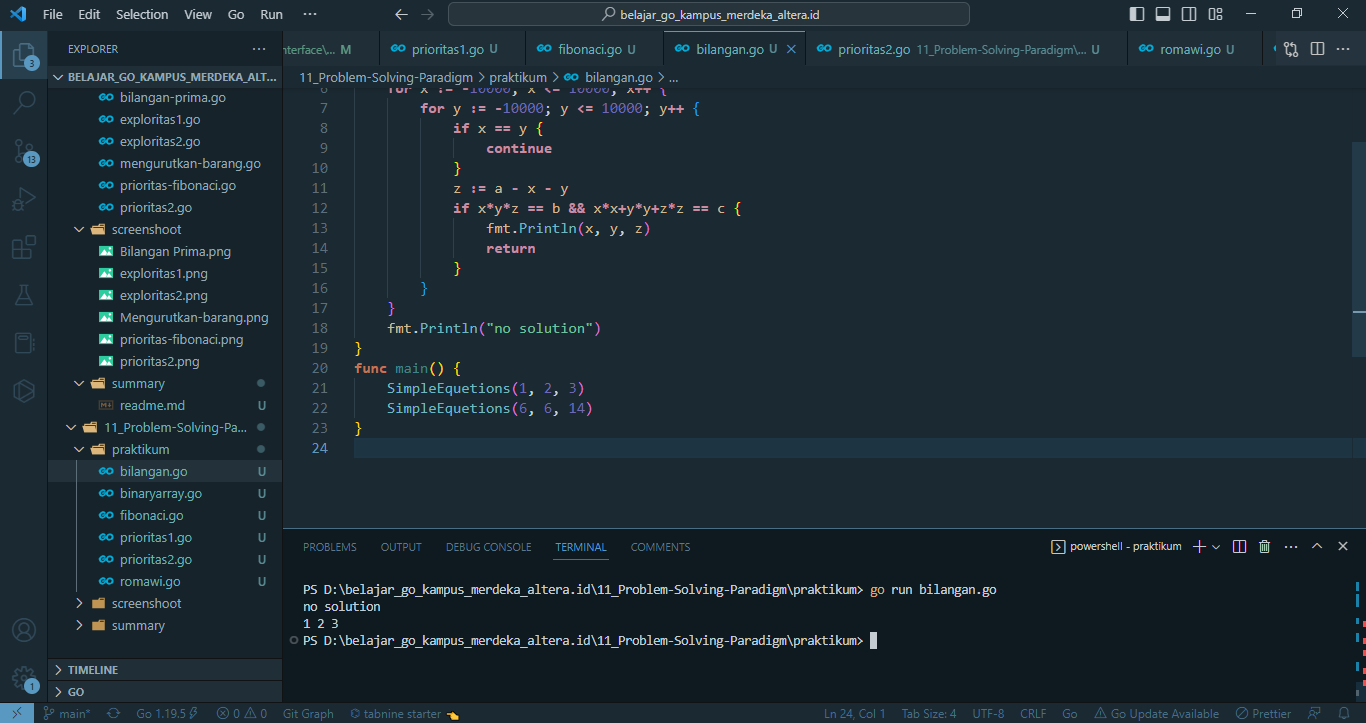 File Edit Selection View Go Run ··· belajar_go_kampus_merdeka_altera.id
EXPLORER
BELAJAR_GO_KAMPUS_MERDEKA_ALT...
bilangan-prima.go
exploritas1.go
exploritas2.go
mengurutkan-barang.go
prioritas-fibonaci.go
prioritas2.go
screenshoot
Bilangan Prima.png
exploritas1.png
exploritas2.png
Mengurutkan-barang.png
prioritas-fibonaci.png
prioritas2.png
summary
readme.md U
11_Problem-Solving-Pa...
praktikum
bilangan.go U
binaryarray.go U
fibonaci.go U
prioritas1.go U
prioritas2.go U
romawi.go U
screenshoot
summary
TIMELINE
GO
3
13
1
nterface\... M prioritas1.go U fibonaci.go U bilangan.go U prioritas2.go 11_Problem-Solving-Paradigm\... U romawi.go U
11_Problem-Solving-Paradigm > praktikum > bilangan.go > ...
6 for x := -10000; x <= 10000; x++ {
7 for y := -10000; y <= 10000; y++ {
8 if x == y {
9 continue
10 }
11 z := a - x - y
12 if x*y*z == b && x*x+y*y+z*z == c {
13 fmt.Println(x, y, z)
14 return
15 }
16 }
17 }
18 fmt.Println("no solution")
19 }
20 func main() {
21 SimpleEquetions(1, 2, 3)
22 SimpleEquetions(6, 6, 14)
23 }
24
PROBLEMS OUTPUT DEBUG CONSOLE TERMINAL COMMENTS powershell - praktikum
PS D:\belajar_go_kampus_merdeka_altera.id\11_Problem-Solving-Paradigm\praktikum> go run bilangan.go
no solution
1 2 3
PS D:\belajar_go_kampus_merdeka_altera.id\11_Problem-Solving-Paradigm\praktikum>
main* Go 1.19.5 0 0 Git Graph tabnine starter Ln 24, Col 1 Tab Size: 4 UTF-8 CRLF Go Go Update Available Prettier